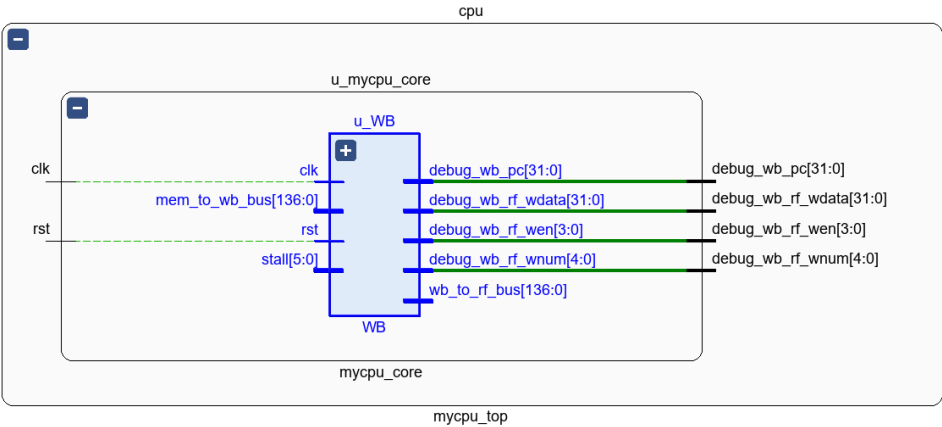 cpu
u_mycpu_core
u_WB
clk
clk
debug_wb_pc[31:0]
debug_wb_pc[31:0]
mem_to_wb_bus[136:0]
debug_wb_rf_wdata[31:0]
debug_wb_rf_wdata[31:0]
rst
rst
debug_wb_rf_wen[3:0]
debug_wb_rf_wen[3:0]
stall[5:0]
debug_wb_rf_wnum[4:0]
debug_wb_rf_wnum[4:0]
wb_to_rf_bus[136:0]
WB
mycpu_core
mycpu_top